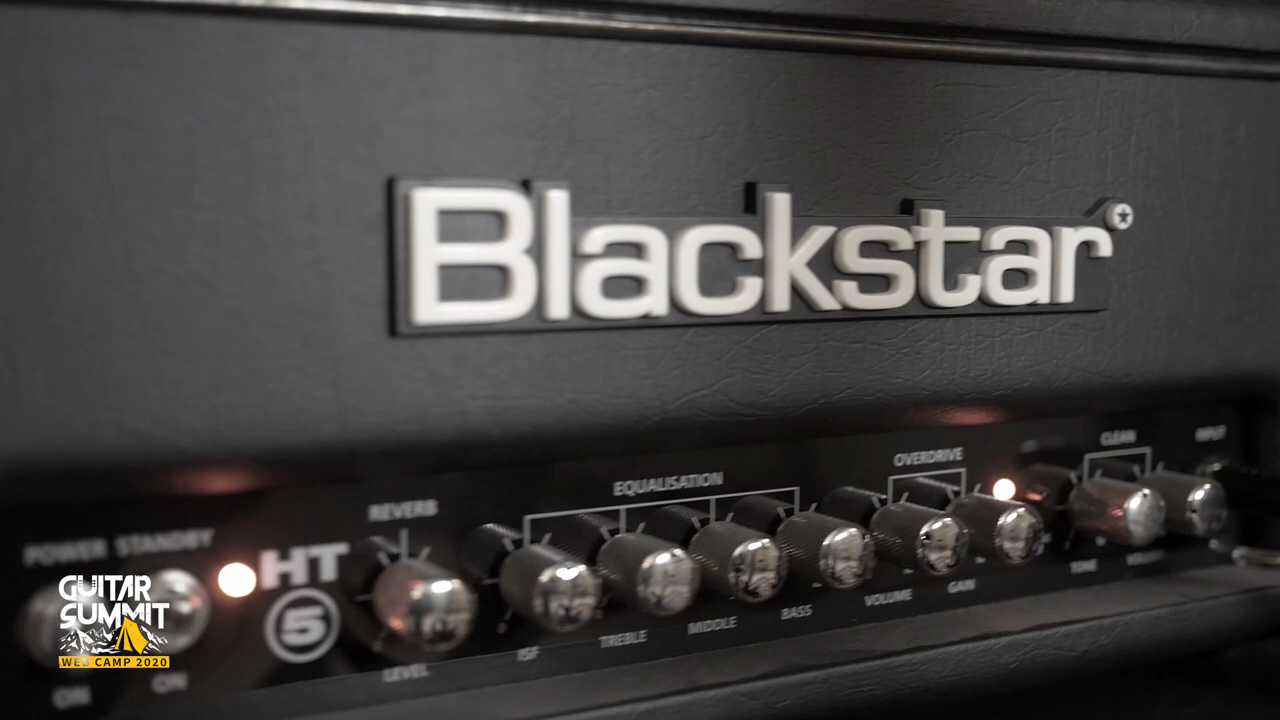 Blackstar
INPUT
CLEAN
OVERDRIVE
EQUALISATION
REVERB
POWER STANDBY
HT
5
TONE
GAIN
VOLUME
BASS
MIDDLE
TREBLE
ISF
LEVEL
ON
ON
GUITAR
SUMMIT
WEB CAMP 2020